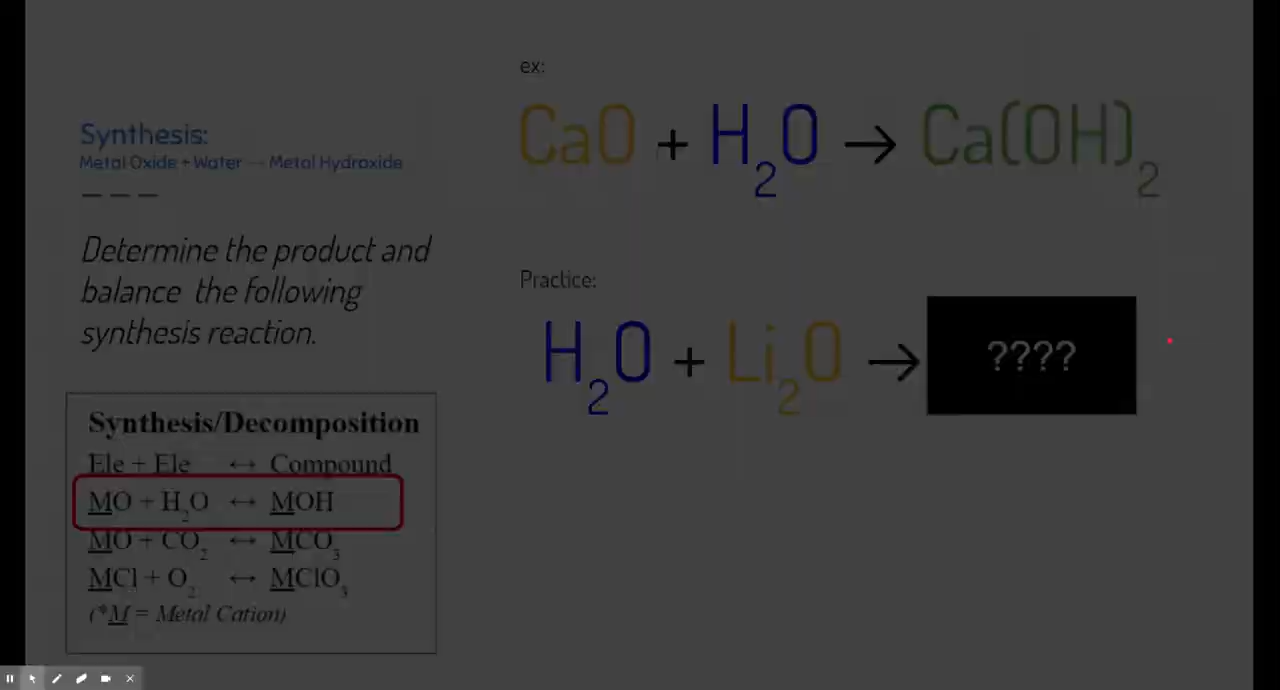 Synthesis:
Metal Oxide + Water → Metal Hydroxide
Determine the product and
balance the following
synthesis reaction.
Synthesis/Decomposition
Ele + Ele ↔ Compound
MO + H₂O ↔ MOH
MO + CO₂ ↔ MCO₃
MCl + O₂ ↔ MClO₃
(*M = Metal Cation)
ex:
CaO + H₂O → Ca(OH)₂
Practice:
H₂O + Li₂O → ????